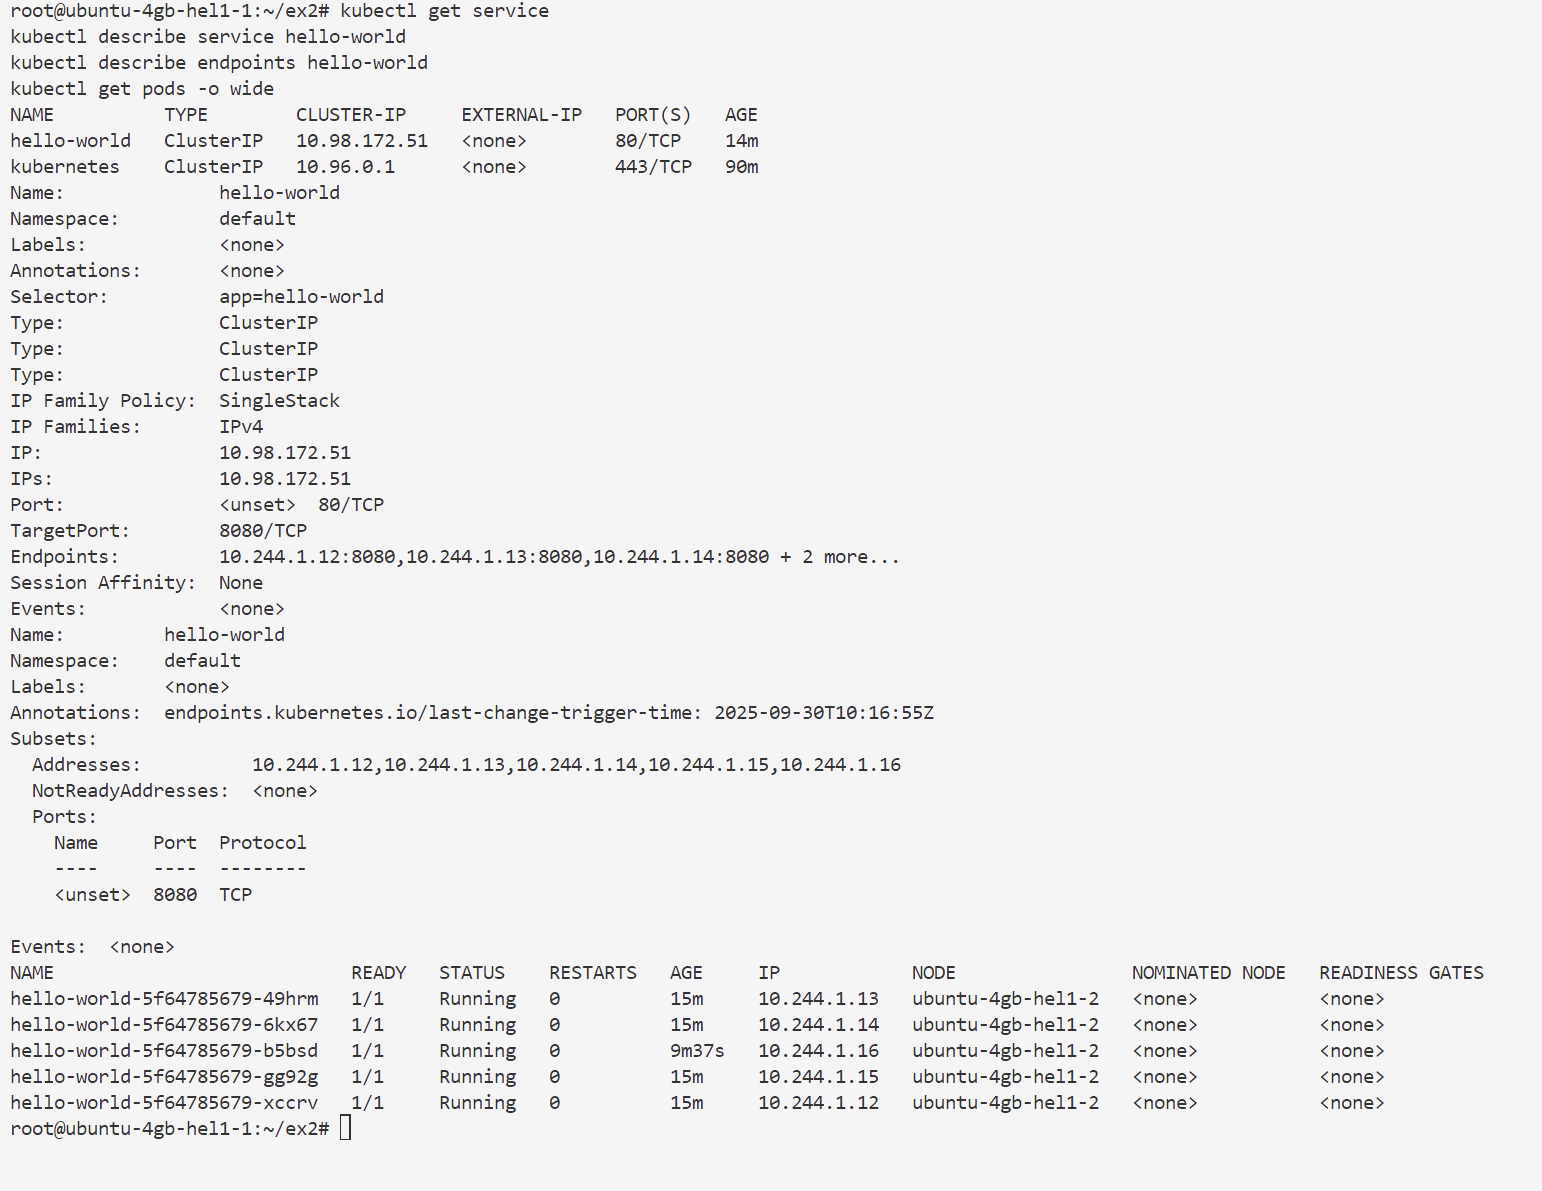 root@ubuntu-4gb-hel1-1:~/ex2# kubectl get service
kubectl describe service hello-world
kubectl describe endpoints hello-world
kubectl get pods -o wide
NAME          TYPE        CLUSTER-IP     EXTERNAL-IP   PORT(S)   AGE
hello-world   ClusterIP   10.98.172.51   <none>        80/TCP    14m
kubernetes    ClusterIP   10.96.0.1      <none>        443/TCP   90m
Name:              hello-world
Namespace:         default
Labels:            <none>
Annotations:       <none>
Selector:          app=hello-world
Type:              ClusterIP
Type:              ClusterIP
Type:              ClusterIP
IP Family Policy:  SingleStack
IP Families:       IPv4
IP:                10.98.172.51
IPs:               10.98.172.51
Port:              <unset>  80/TCP
TargetPort:        8080/TCP
Endpoints:         10.244.1.12:8080,10.244.1.13:8080,10.244.1.14:8080 + 2 more...
Session Affinity:  None
Events:            <none>
Name:         hello-world
Namespace:    default
Labels:       <none>
Annotations:  endpoints.kubernetes.io/last-change-trigger-time: 2025-09-30T10:16:55Z
Subsets:
  Addresses:          10.244.1.12,10.244.1.13,10.244.1.14,10.244.1.15,10.244.1.16
  NotReadyAddresses:  <none>
  Ports:
    Name     Port  Protocol
    ----     ----  --------
    <unset>  8080  TCP

Events:  <none>
NAME                           READY   STATUS    RESTARTS   AGE     IP            NODE                NOMINATED NODE   READINESS GATES
hello-world-5f64785679-49hrm   1/1     Running   0          15m     10.244.1.13   ubuntu-4gb-hel1-2   <none>           <none>
hello-world-5f64785679-6kx67   1/1     Running   0          15m     10.244.1.14   ubuntu-4gb-hel1-2   <none>           <none>
hello-world-5f64785679-b5bsd   1/1     Running   0          9m37s   10.244.1.16   ubuntu-4gb-hel1-2   <none>           <none>
hello-world-5f64785679-gg92g   1/1     Running   0          15m     10.244.1.15   ubuntu-4gb-hel1-2   <none>           <none>
hello-world-5f64785679-xccrv   1/1     Running   0          15m     10.244.1.12   ubuntu-4gb-hel1-2   <none>           <none>
root@ubuntu-4gb-hel1-1:~/ex2#